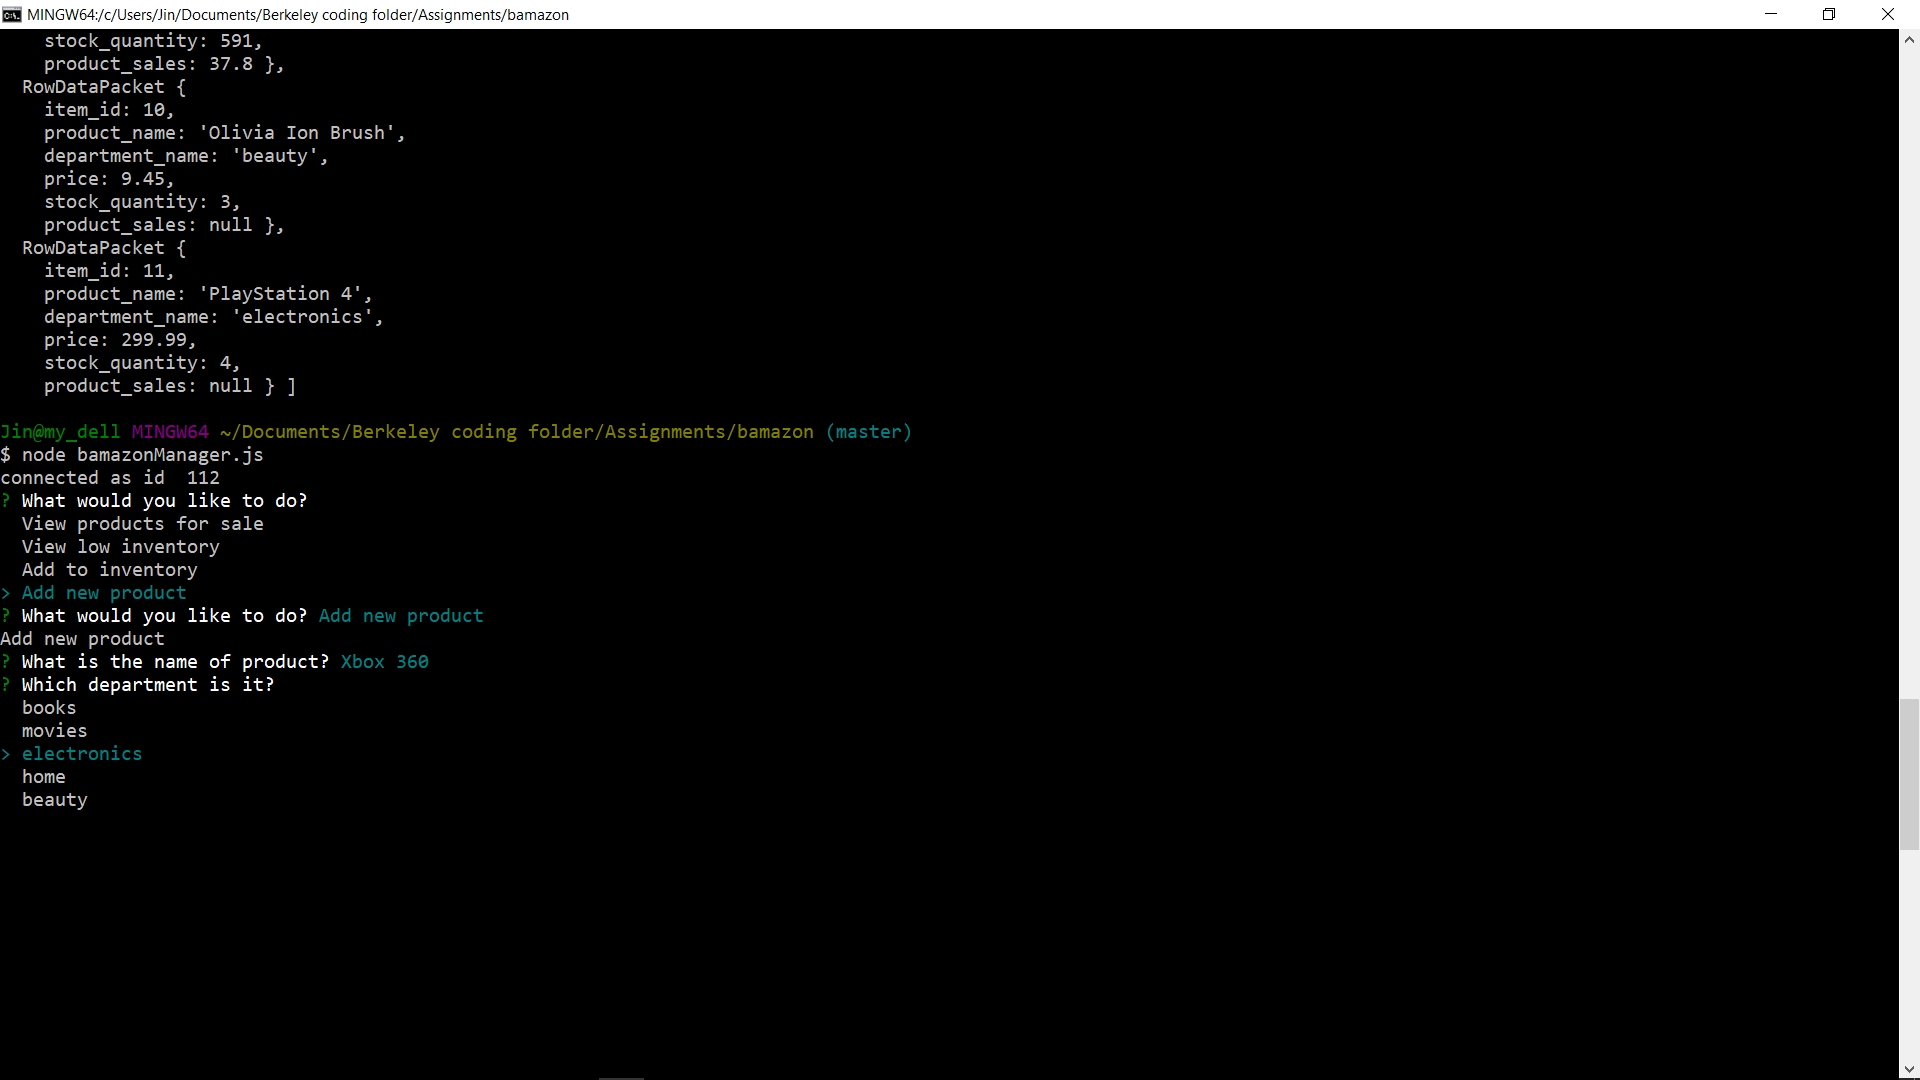 MINGW64:/c/Users/Jin/Documents/Berkeley coding folder/Assignments/bamazon
    stock_quantity: 591,
    product_sales: 37.8 },
  RowDataPacket {
    item_id: 10,
    product_name: 'Olivia Ion Brush',
    department_name: 'beauty',
    price: 9.45,
    stock_quantity: 3,
    product_sales: null },
  RowDataPacket {
    item_id: 11,
    product_name: 'PlayStation 4',
    department_name: 'electronics',
    price: 299.99,
    stock_quantity: 4,
    product_sales: null } ]
Jin@my_dell MINGW64 ~/Documents/Berkeley coding folder/Assignments/bamazon (master)
$ node bamazonManager.js
connected as id  112
? What would you like to do?
  View products for sale
  View low inventory
  Add to inventory
> Add new product
? What would you like to do? Add new product
Add new product
? What is the name of product? Xbox 360
? Which department is it?
  books
  movies
> electronics
  home
  beauty